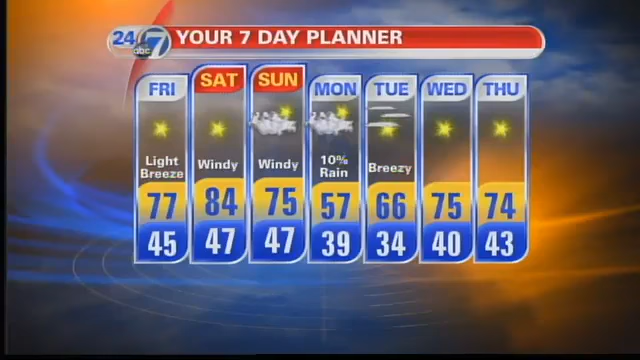 24 abc 7
YOUR 7 DAY PLANNER
FRI
SAT
SUN
MON
TUE
WED
THU
Light
Breeze
Windy
Windy
10%
Rain
Breezy
77
84
75
57
66
75
74
45
47
47
39
34
40
43